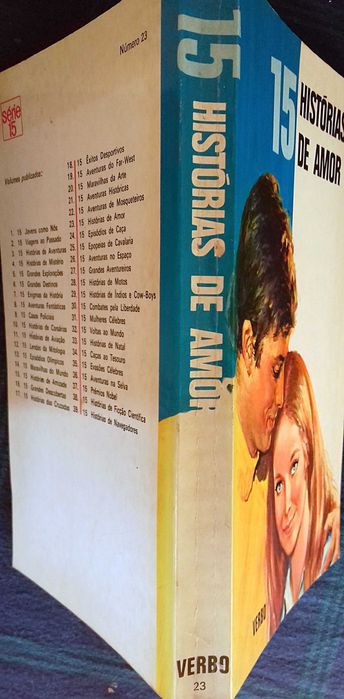 série
15
Número 23
Volumes publicados:
1. 15 Jovens como Nós
2. 15 Viagens ao Passado
3. 15 Histórias de Aventuras
4. 15 Histórias de Mistério
5. 15 Grandes Explorações
6. 15 Grandes Destinos
7. 15 Enigmas da História
8. 15 Aventuras Fantásticas
9. 15 Casos Policiais
10. 15 Histórias de Corsários
11. 15 Histórias de Aviação
12. 15 Lendas da Mitologia
13. 15 Episódios Olímpicos
14. 15 Maravilhas do Mundo
15. 15 Histórias de Amizade
16. 15 Grandes Descobertas
17. 15 Histórias das Cruzadas
18. 15 Êxitos Desportivos
19. 15 Aventuras do Far-West
20. 15 Maravilhas da Arte
21. 15 Aventuras Históricas
22. 15 Aventuras de Mosqueteiros
23. 15 Histórias de Amor
24. 15 Episódios de Caça
25. 15 Epopeias de Cavalaria
26. 15 Aventuras no Espaço
27. 15 Grandes Aventureiros
28. 15 Histórias de Motos
29. 15 Histórias de Índios e Cow-Boys
30. 15 Combates pela Liberdade
31. 15 Mulheres Célebres
32. 15 Voltas ao Mundo
33. 15 Histórias de Natal
34. 15 Caças ao Tesouro
35. 15 Evasões Célebres
36. 15 Aventuras na Selva
37. 15 Prémios Nobel
38. 15 Histórias de Ficção Científica
39. 15 Histórias de Navegadores
15 HISTÓRIAS DE AMOR
VERBO
23
15 HISTÓRIAS
DE AMOR
VERBO